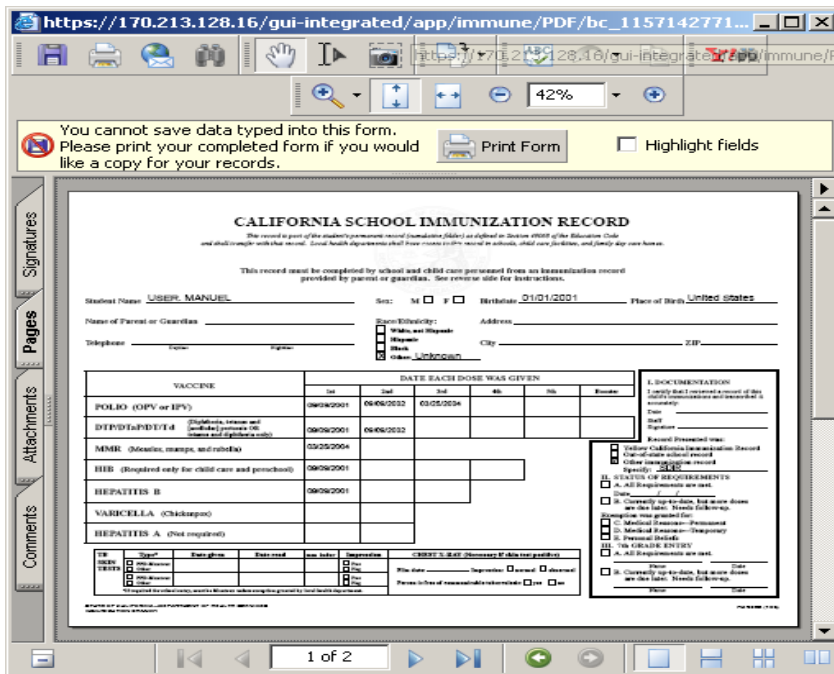 https://170.213.128.16/gui-integrated/app/immune/PDF/bc_1157142771...
42%
You cannot save data typed into this form.
Please print your completed form if you would
like a copy for your records.
Print Form
Highlight fields
Signatures
Pages
Attachments
Comments
CALIFORNIA SCHOOL IMMUNIZATION RECORD
This record must be completed by school and child care personnel from an immunization record
provided by parent or guardian. See reverse side for instructions.
Student Name USER, MANUEL Sex: M F Birthdate 01/01/2001 Place of Birth United States
Name of Parent or Guardian Race/Ethnicity: Address
White, not Hispanic
Hispanic
Telephone Black City ZIP
Other Unknown
VACCINE DATE EACH DOSE WAS GIVEN
1st 2nd 3rd 4th 5th Booster
POLIO (OPV or IPV) 09/09/2001 09/09/2002 03/25/2004
DTP/DTaP/DT/Td 09/09/2001 09/09/2002
MMR (Measles, mumps, and rubella) 03/25/2004
HIB (Required only for child care and preschool) 09/09/2001
HEPATITIS B 09/09/2001
VARICELLA (Chickenpox)
HEPATITIS A (Not required)
I. DOCUMENTATION
Date
Staff
Signature
Record Presented was:
Yellow California Immunization Record
Out-of-state school record
Other immunization record
Specify:
II. STATUS OF REQUIREMENTS
A. All Requirements are met.
Date / /
B. Currently up-to-date, but more doses
are due later. Needs follow-up.
Exemption was granted for:
C. Medical Reasons—Permanent
D. Medical Reasons—Temporary
E. Personal Beliefs
III. 7th GRADE ENTRY
A. All Requirements are met.
Name Date
B. Currently up-to-date, but more doses
are due later. Needs follow-up.
Name Date
TB SKIN TESTS Type* Date given Date read mm indur Impression CHEST X-RAY (Necessary if skin test positive)
1 of 2